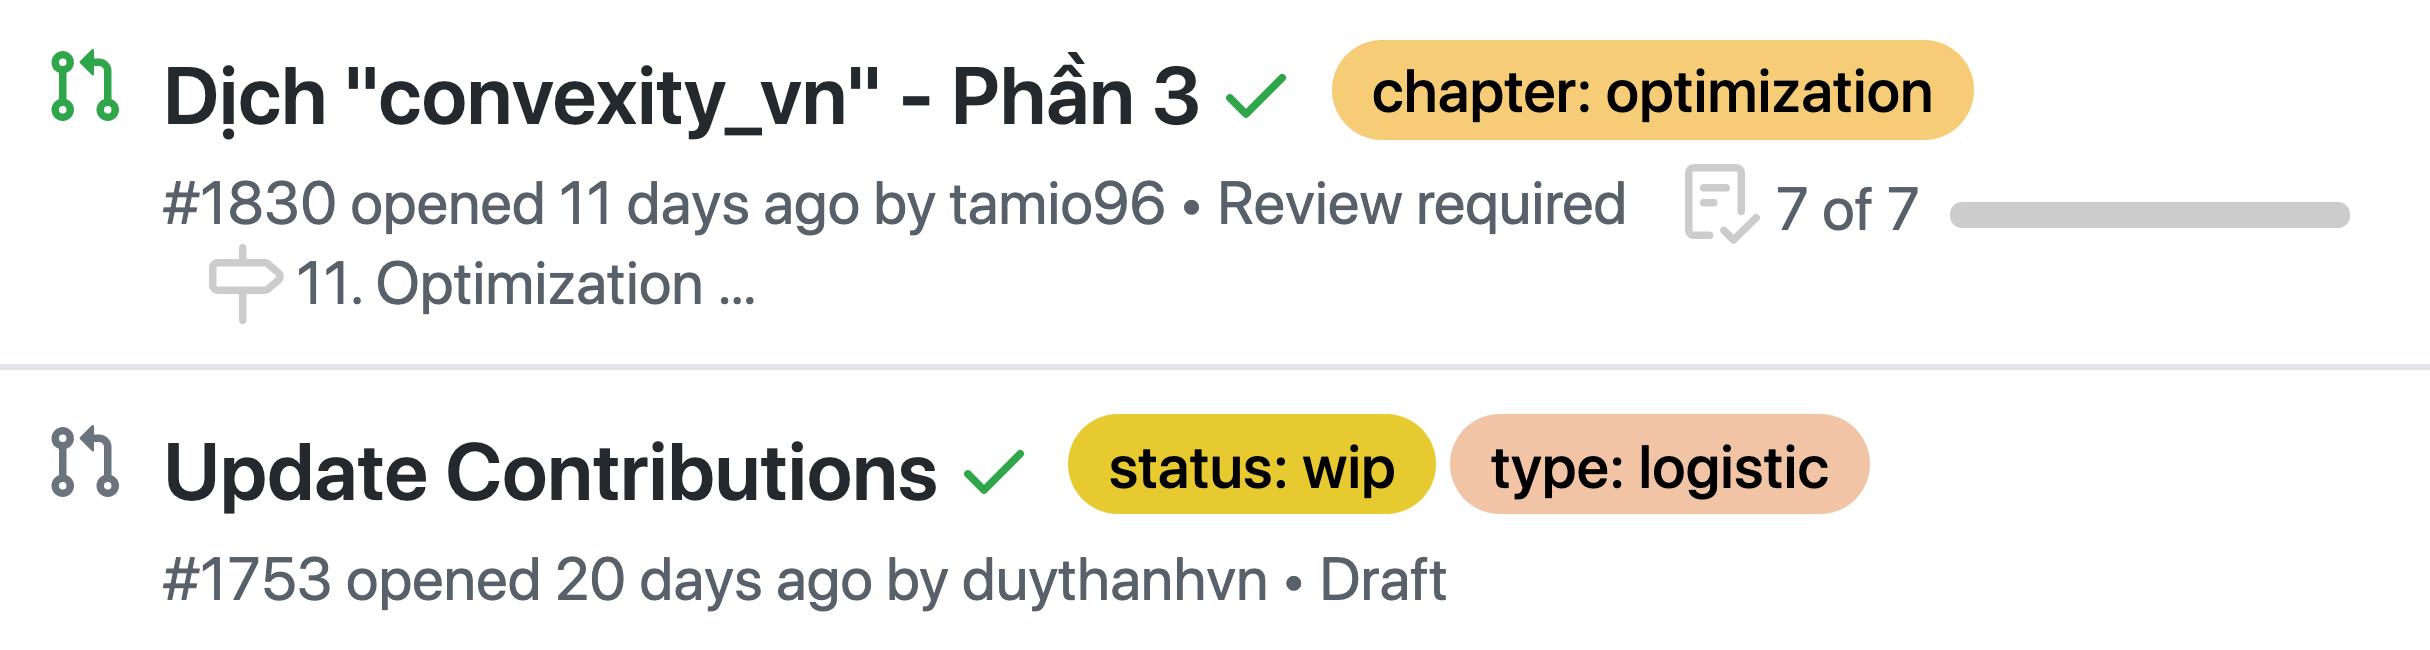 Dịch "convexity_vn" - Phần 3 chapter: optimization
#1830 opened 11 days ago by tamio96 • Review required 7 of 7
11. Optimization ...
Update Contributions status: wip type: logistic
#1753 opened 20 days ago by duythanhvn • Draft